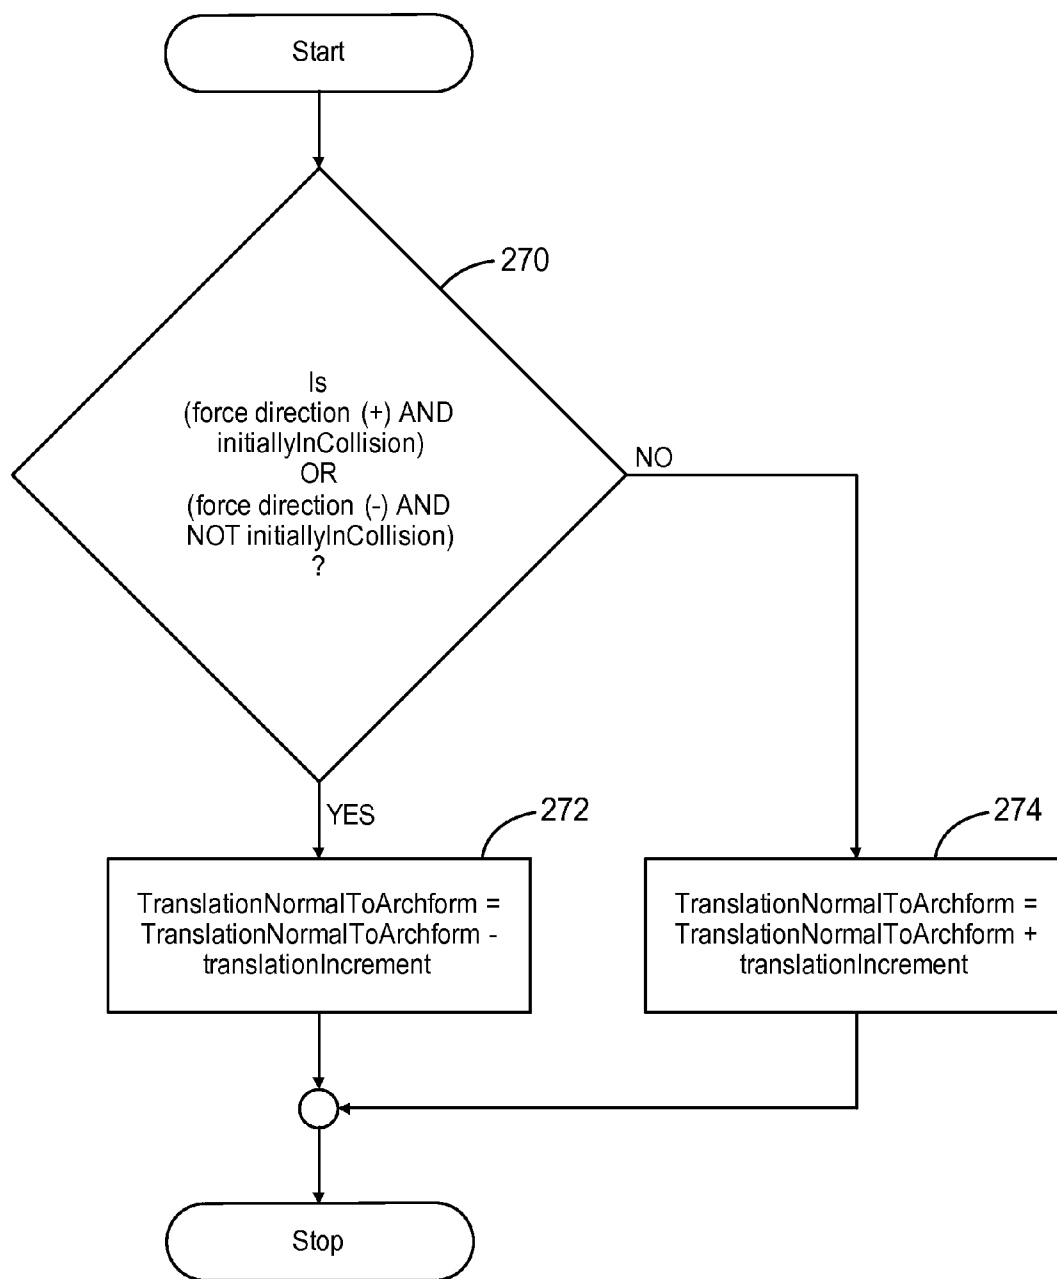 Start
270
Is
(force direction (+) AND
initiallyInCollision)
OR
(force direction (-) AND
NOT initiallyInCollision)
?
NO
YES
272
274
TranslationNormalToArchform =
TranslationNormalToArchform -
translationIncrement
TranslationNormalToArchform =
TranslationNormalToArchform +
translationIncrement
Stop